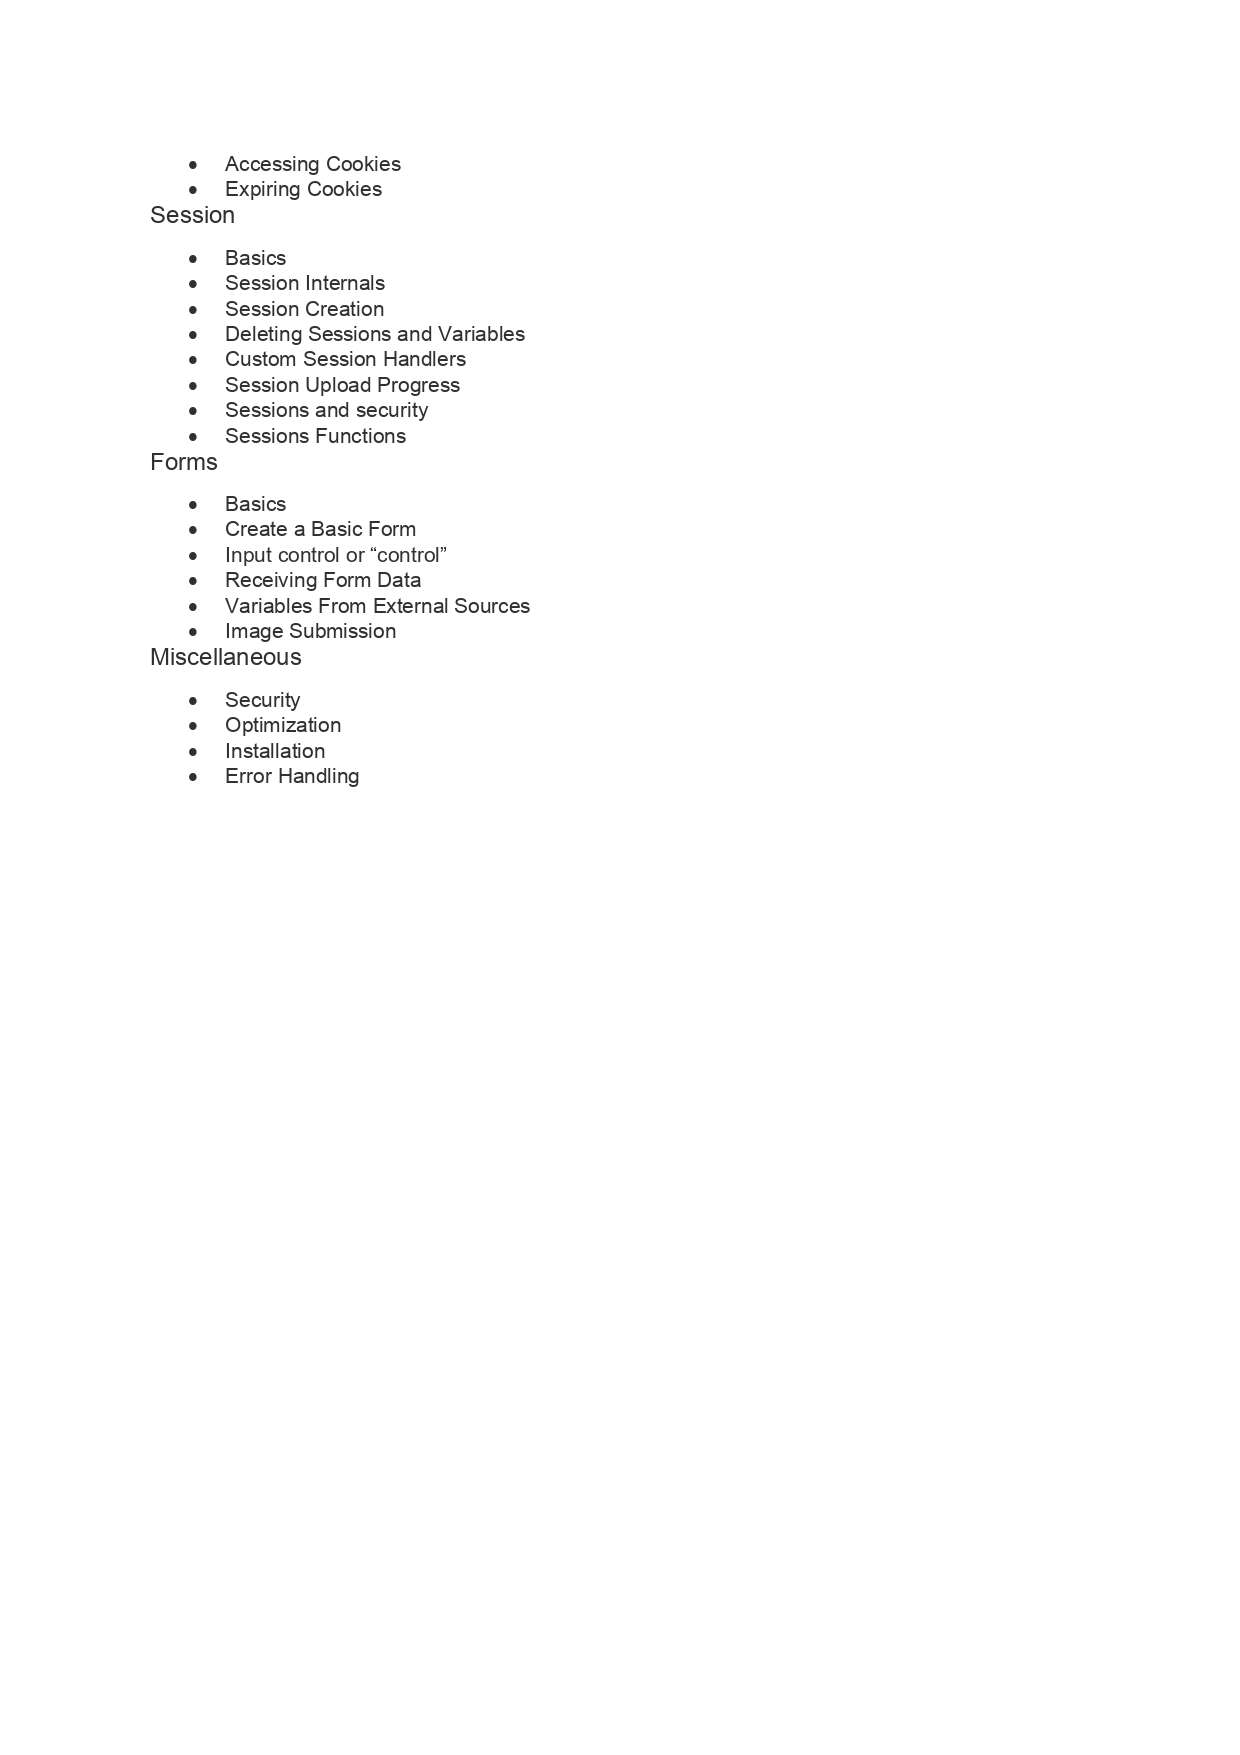 • Accessing Cookies
• Expiring Cookies
Session
• Basics
• Session Internals
• Session Creation
• Deleting Sessions and Variables
• Custom Session Handlers
• Session Upload Progress
• Sessions and security
• Sessions Functions
Forms
• Basics
• Create a Basic Form
• Input control or “control”
• Receiving Form Data
• Variables From External Sources
• Image Submission
Miscellaneous
• Security
• Optimization
• Installation
• Error Handling